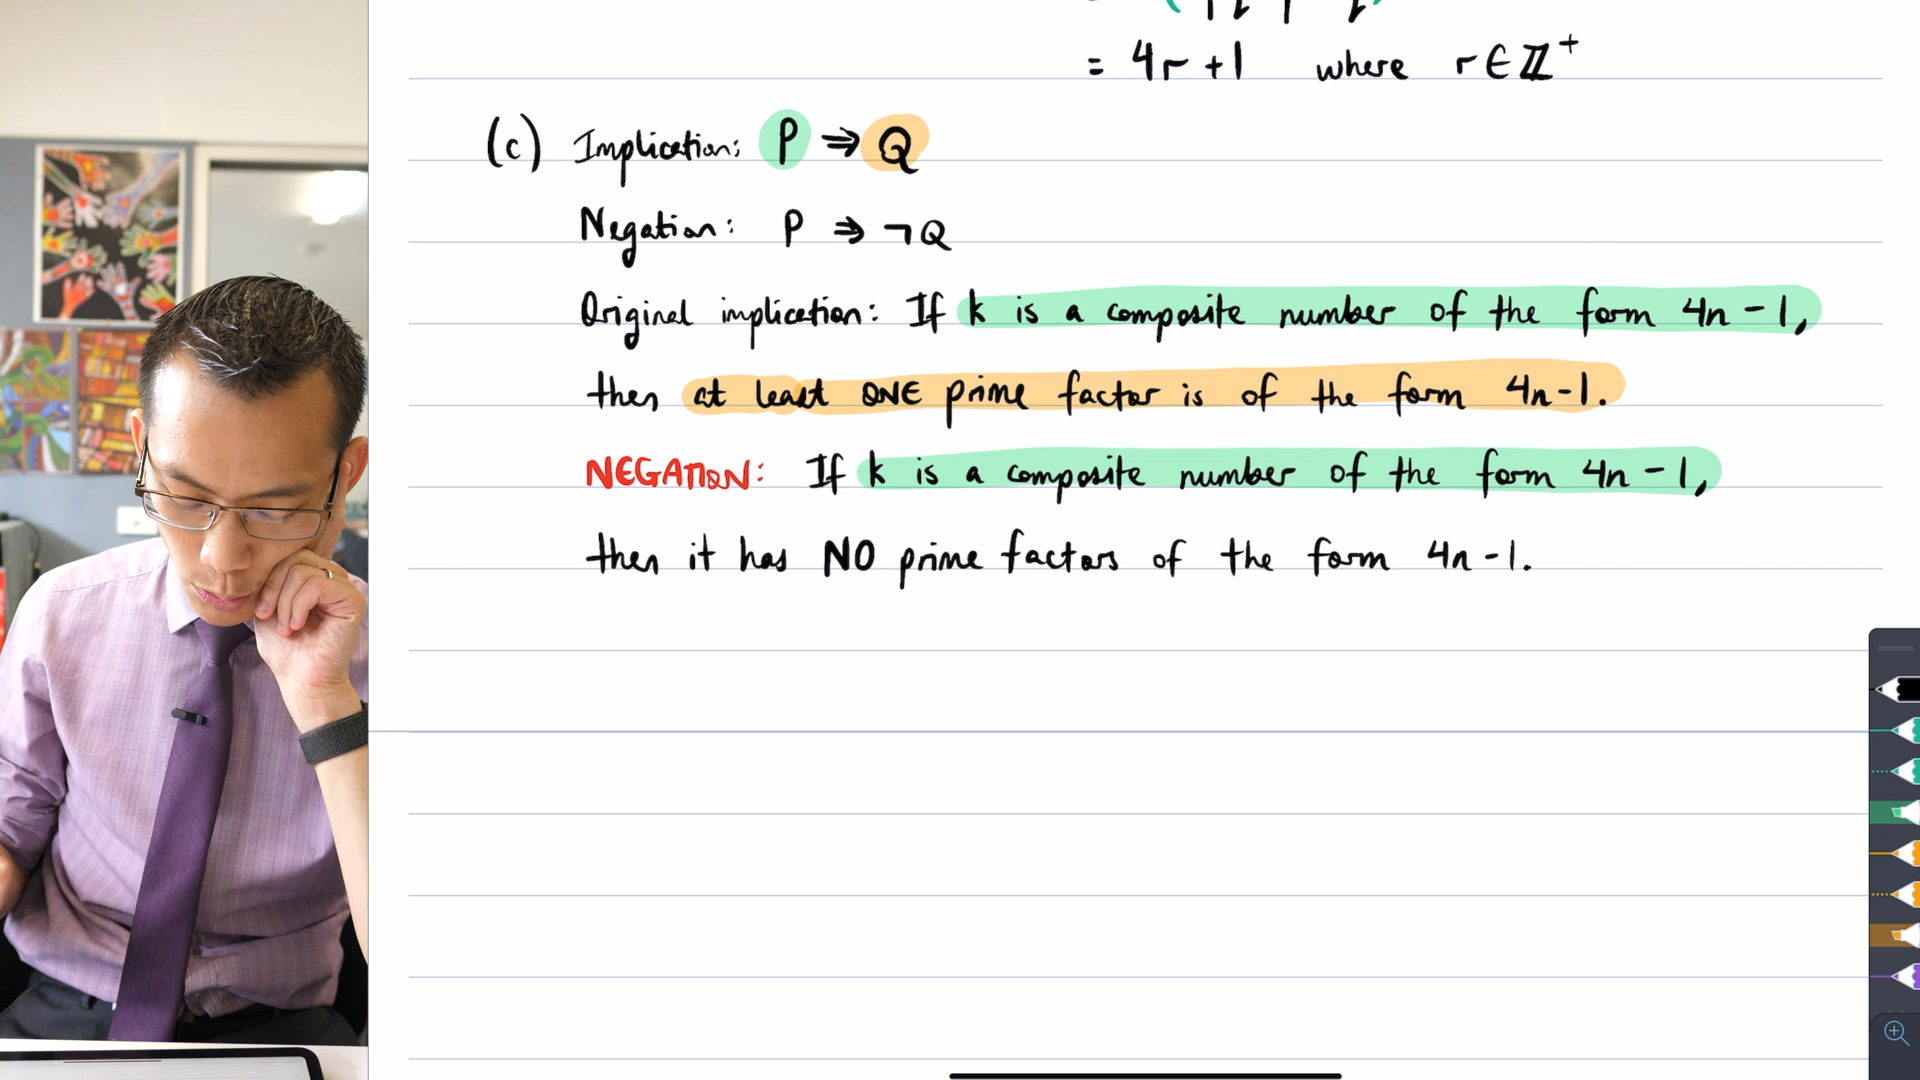 = 4r + 1 where r ∈ ℤ⁺
(c) Implication: P ⇒ Q
Negation: P ⇒ ¬Q
Original implication: If k is a composite number of the form 4n - 1,
then at least ONE prime factor is of the form 4n-1.
NEGATION: If k is a composite number of the form 4n - 1,
then it has NO prime factors of the form 4n-1.